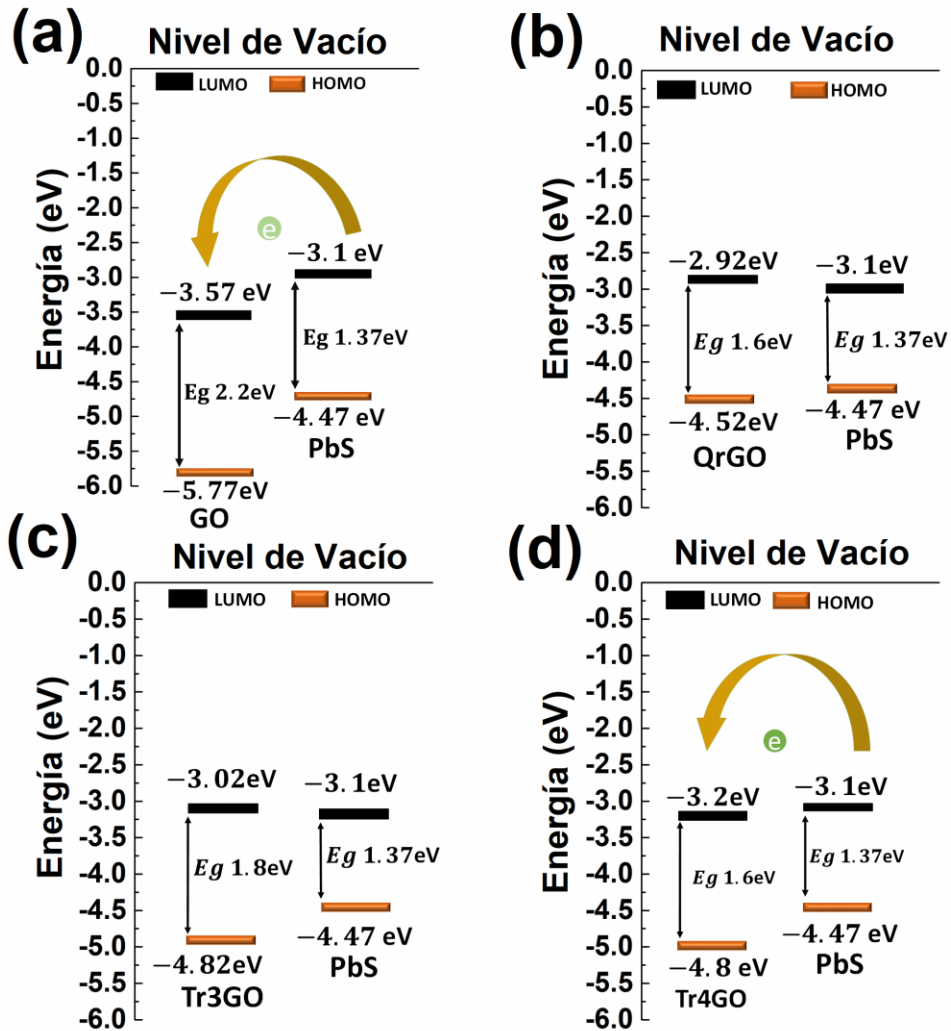 (a)
Nivel de Vacío
LUMO HOMO
0.0
-0.5
-1.0
-1.5
-2.0
-2.5
-3.0
-3.5
-4.0
-4.5
-5.0
-5.5
-6.0
Energía (eV)
e
−3.1 eV
−3.57 eV
Eg 1.37eV
Eg 2.2eV
−4.47 eV
PbS
−5.77eV
GO
(b)
Nivel de Vacío
LUMO HOMO
0.0
-0.5
-1.0
-1.5
-2.0
-2.5
-3.0
-3.5
-4.0
-4.5
-5.0
-5.5
-6.0
Energía (eV)
−2.92eV −3.1eV
Eg 1.6eV Eg 1.37eV
−4.52eV −4.47 eV
QrGO PbS
(c)
Nivel de Vacío
LUMO HOMO
0.0
-0.5
-1.0
-1.5
-2.0
-2.5
-3.0
-3.5
-4.0
-4.5
-5.0
-5.5
-6.0
Energía (eV)
−3.02eV −3.1eV
Eg 1.8eV Eg 1.37eV
−4.47 eV
−4.82eV PbS
Tr3GO
(d)
Nivel de Vacío
LUMO HOMO
0.0
-0.5
-1.0
-1.5
-2.0
-2.5
-3.0
-3.5
-4.0
-4.5
-5.0
-5.5
-6.0
Energía (eV)
e
−3.2eV −3.1eV
Eg 1.6eV Eg 1.37eV
−4.47 eV
−4.8 eV PbS
Tr4GO